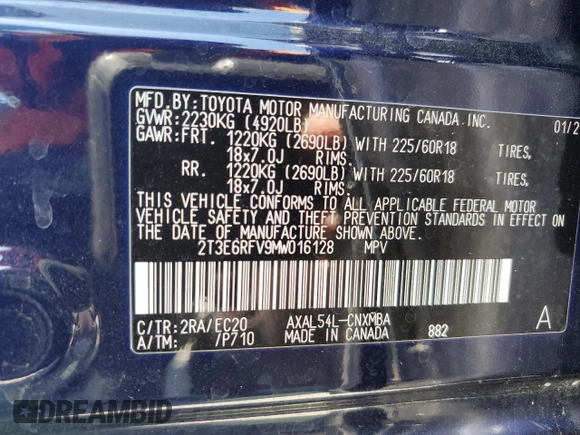 MFD.BY:TOYOTA MOTOR MANUFACTURING CANADA INC.
GVWR:2230KG (4920LB) 01/2
GAWR:FRT. 1220KG (2690LB) WITH 225/60R18 TIRES,
18x7.0J RIMS.
RR. 1220KG (2690LB) WITH 225/60R18 TIRES,
18x7.0J RIMS.
THIS VEHICLE CONFORMS TO ALL APPLICABLE FEDERAL MOTOR
VEHICLE SAFETY AND THEFT PREVENTION STANDARDS IN EFFECT ON
THE DATE OF MANUFACTURE SHOWN ABOVE.
2T3E6RFV9MW016128 MPV
C/TR:2RA/EC20 AXAL54L-CNXMBA A
A/TM: /P710 MADE IN CANADA 882
DREAMBID